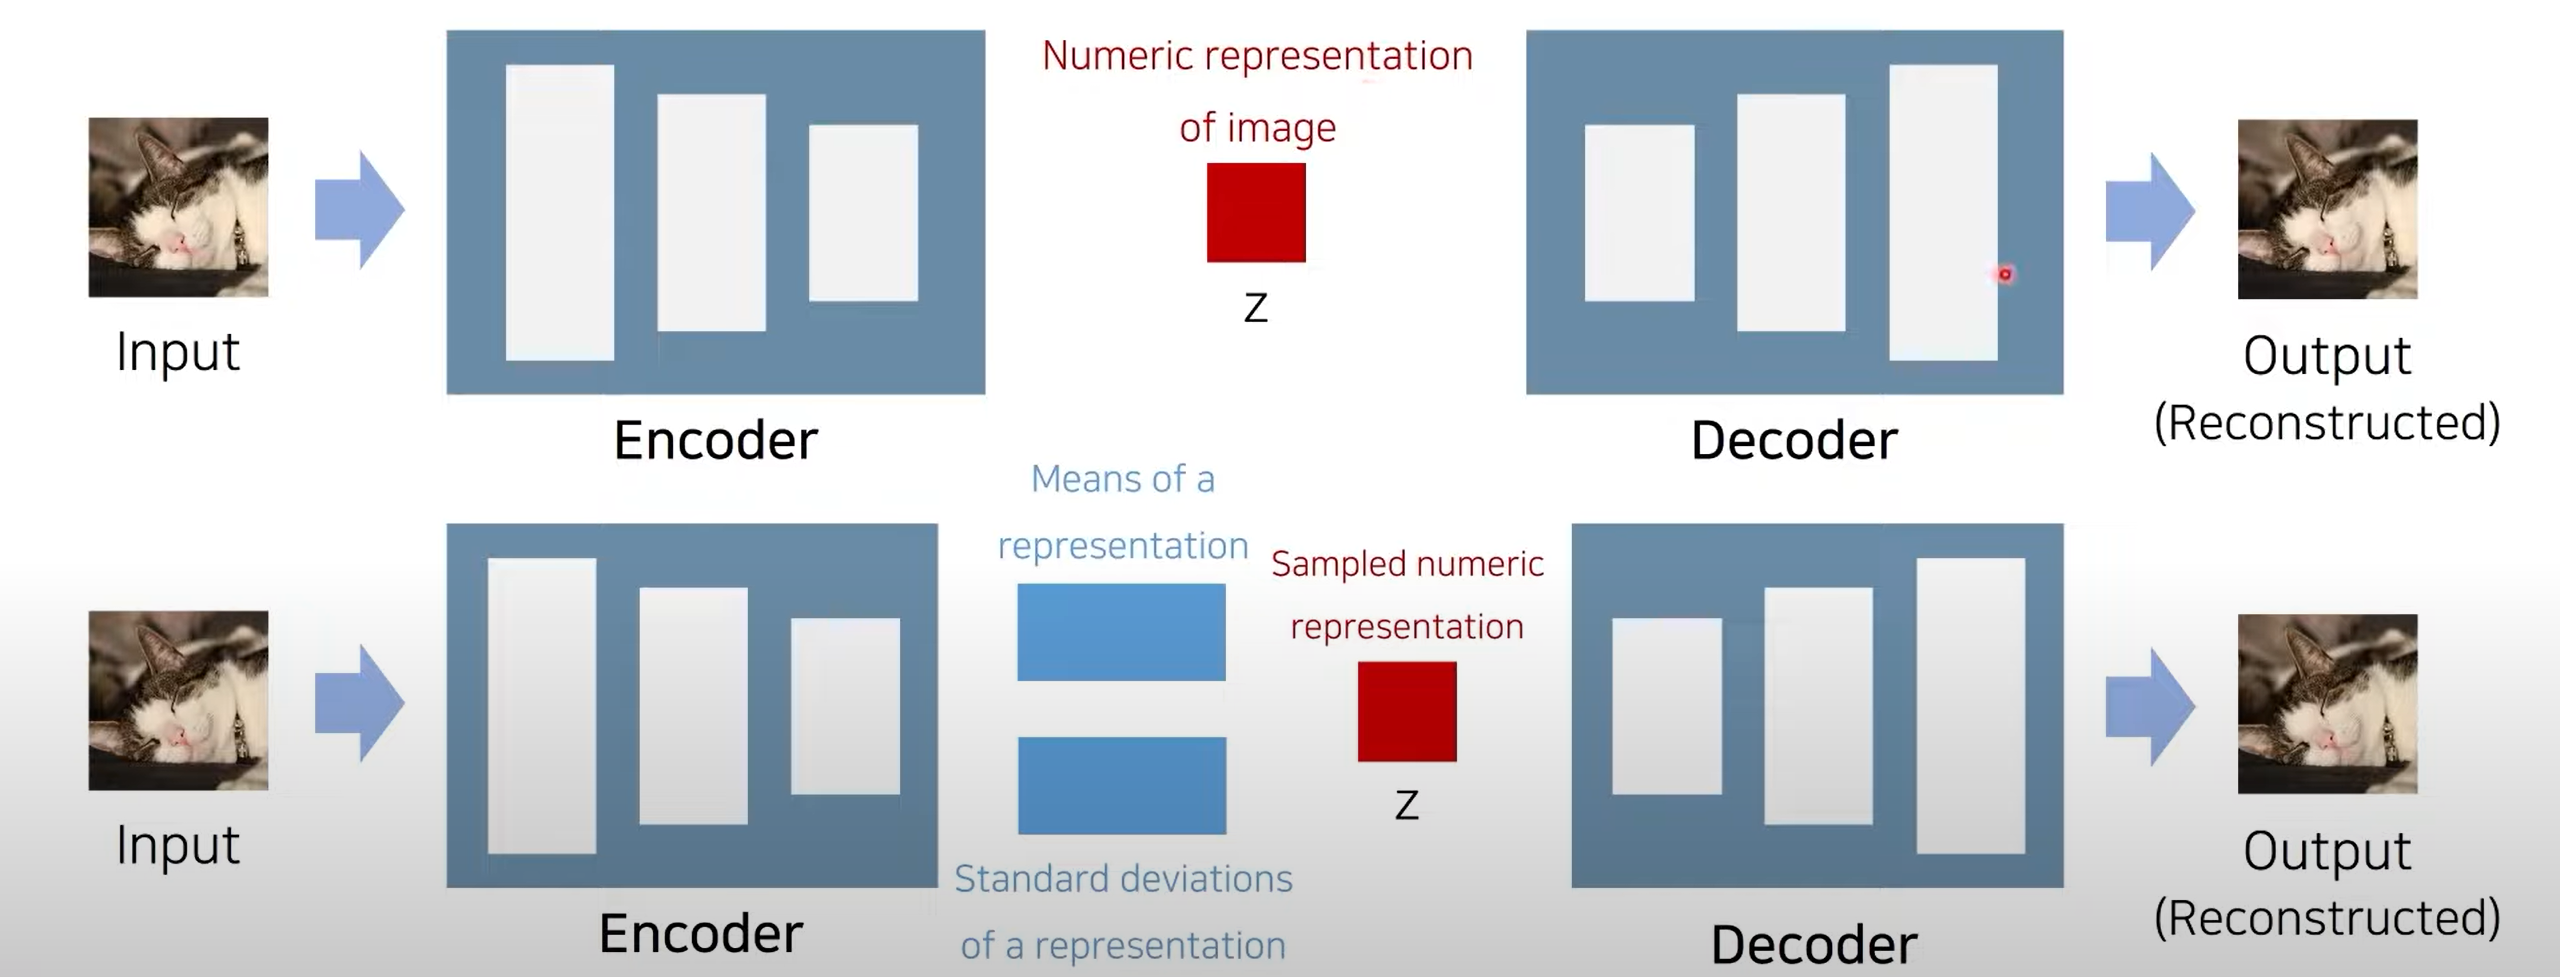 Numeric representation
of image
Z
Input
Encoder
Decoder
Output
(Reconstructed)
Means of a
representation
Sampled numeric
representation
Z
Input
Standard deviations
of a representation
Encoder
Decoder
Output
(Reconstructed)